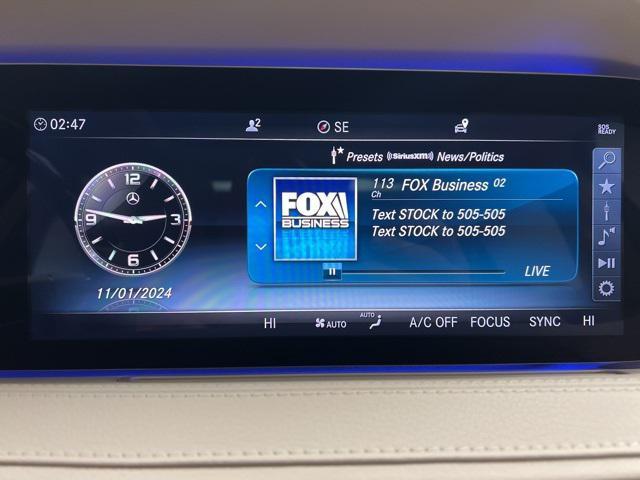 02:47
2
SE
SOS
READY
Presets ((SiriusXM)) News/Politics
113 FOX Business 02
Ch
FOX
BUSINESS
Text STOCK to 505-505
Text STOCK to 505-505
LIVE
12
9
3
6
11/01/2024
HI
AUTO
AUTO
A/C OFF
FOCUS
SYNC
HI